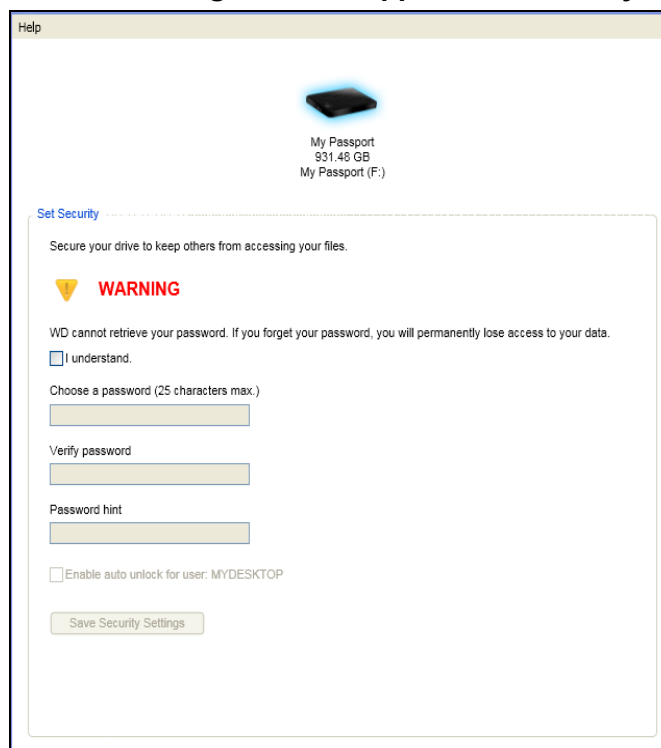 Help
My Passport
931.48 GB
My Passport (F:)
Set Security
Secure your drive to keep others from accessing your files.
WARNING
WD cannot retrieve your password. If you forget your password, you will permanently lose access to your data.
I understand.
Choose a password (25 characters max.)
Verify password
Password hint
Enable auto unlock for user: MYDESKTOP
Save Security Settings